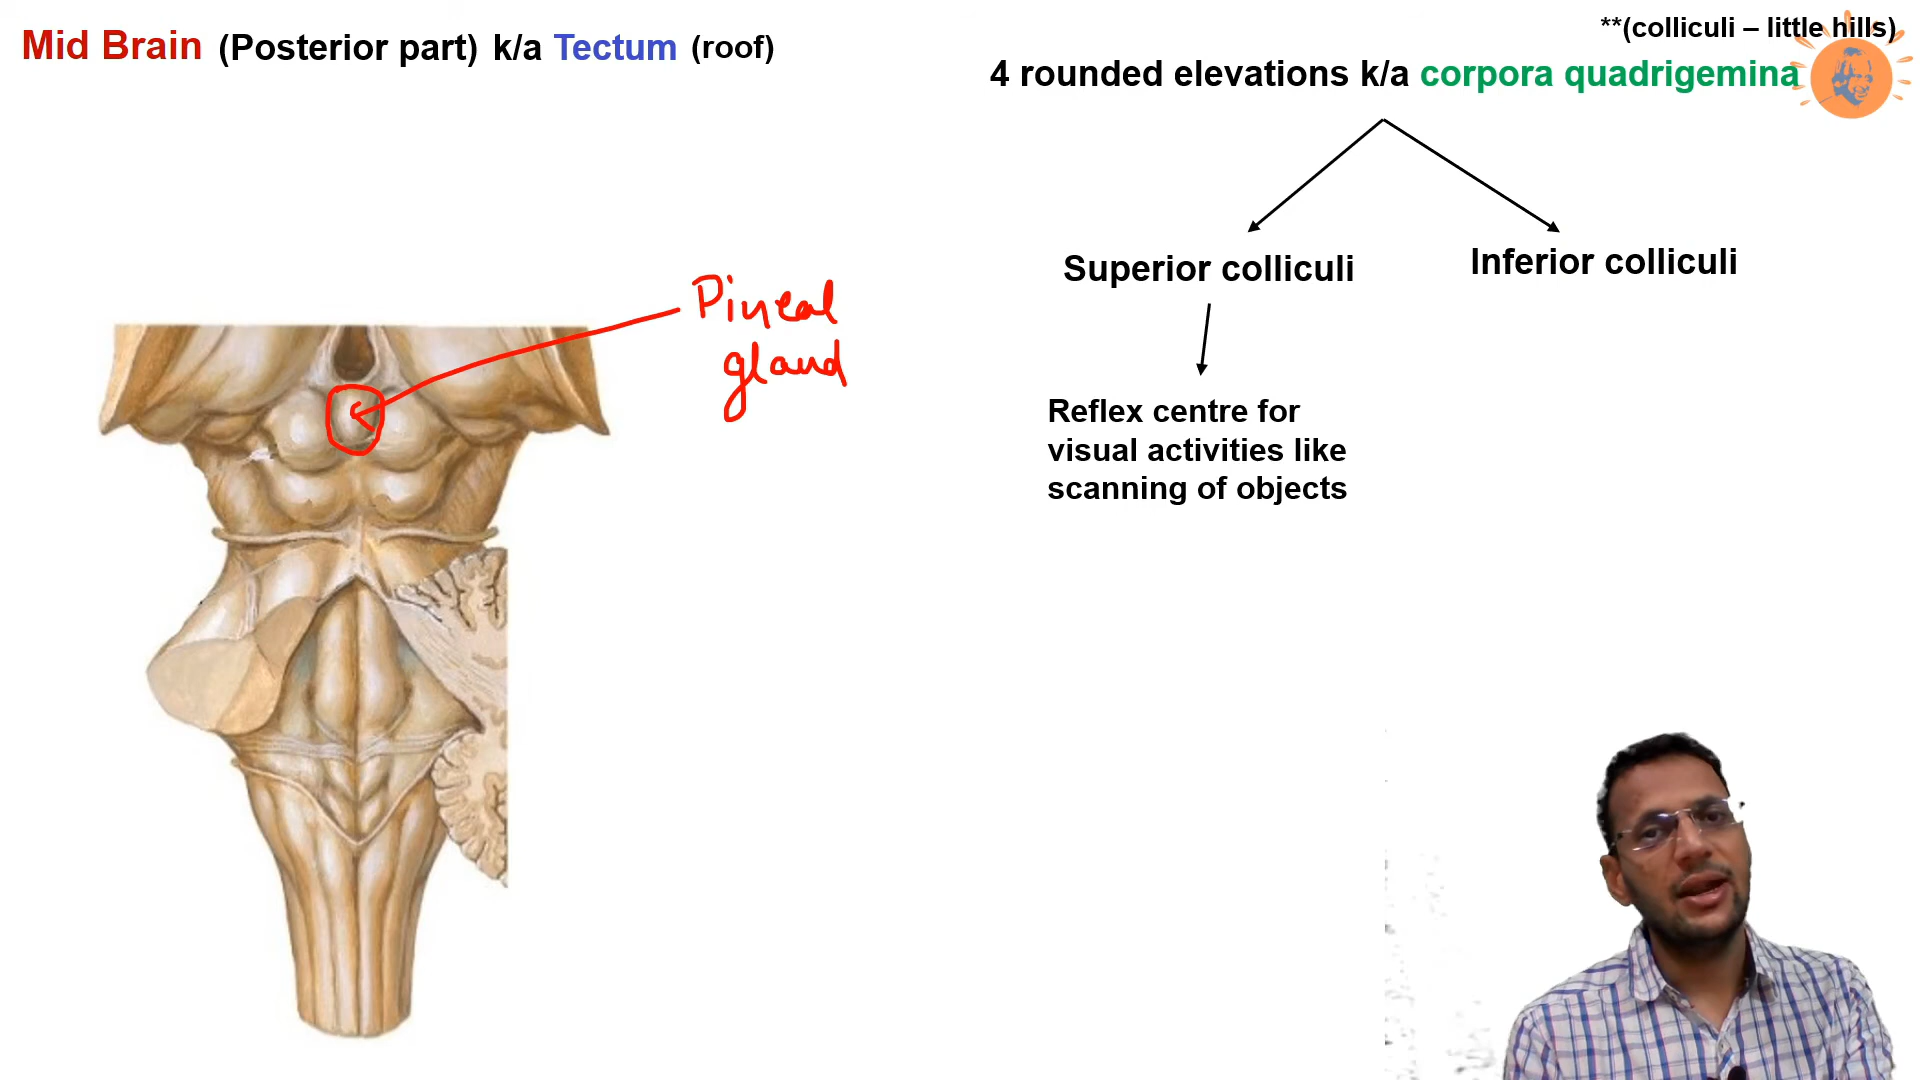 Mid Brain (Posterior part) k/a Tectum (roof)
**(colliculi – little hills)
4 rounded elevations k/a corpora quadrigemina
Superior colliculi
Inferior colliculi
Reflex centre for
visual activities like
scanning of objects
Pineal
gland